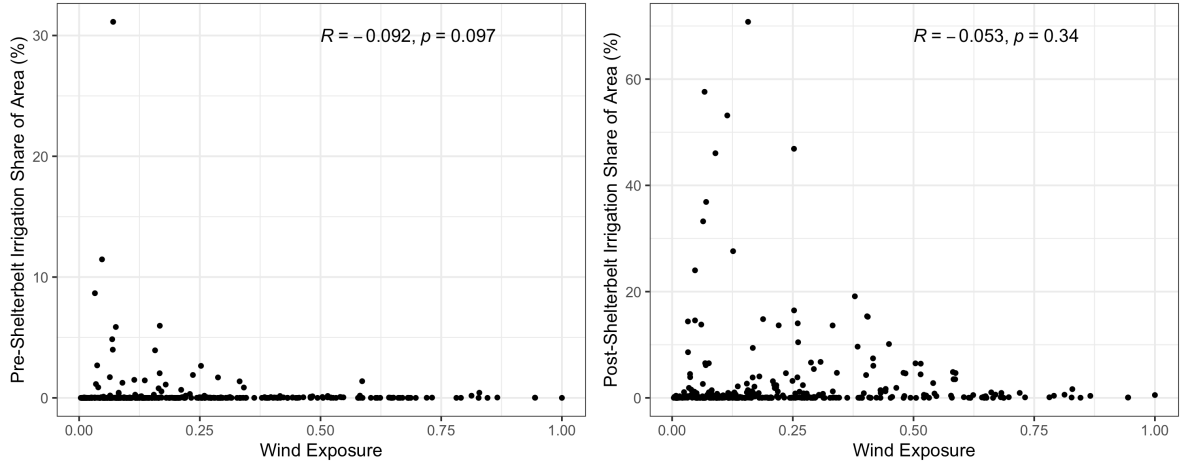 R = −0.092, p = 0.097
Pre-Shelterbelt Irrigation Share of Area (%)
30
20
10
0
0.00 0.25 0.50 0.75 1.00
Wind Exposure
R = −0.053, p = 0.34
Post-Shelterbelt Irrigation Share of Area (%)
60
40
20
0
0.00 0.25 0.50 0.75 1.00
Wind Exposure